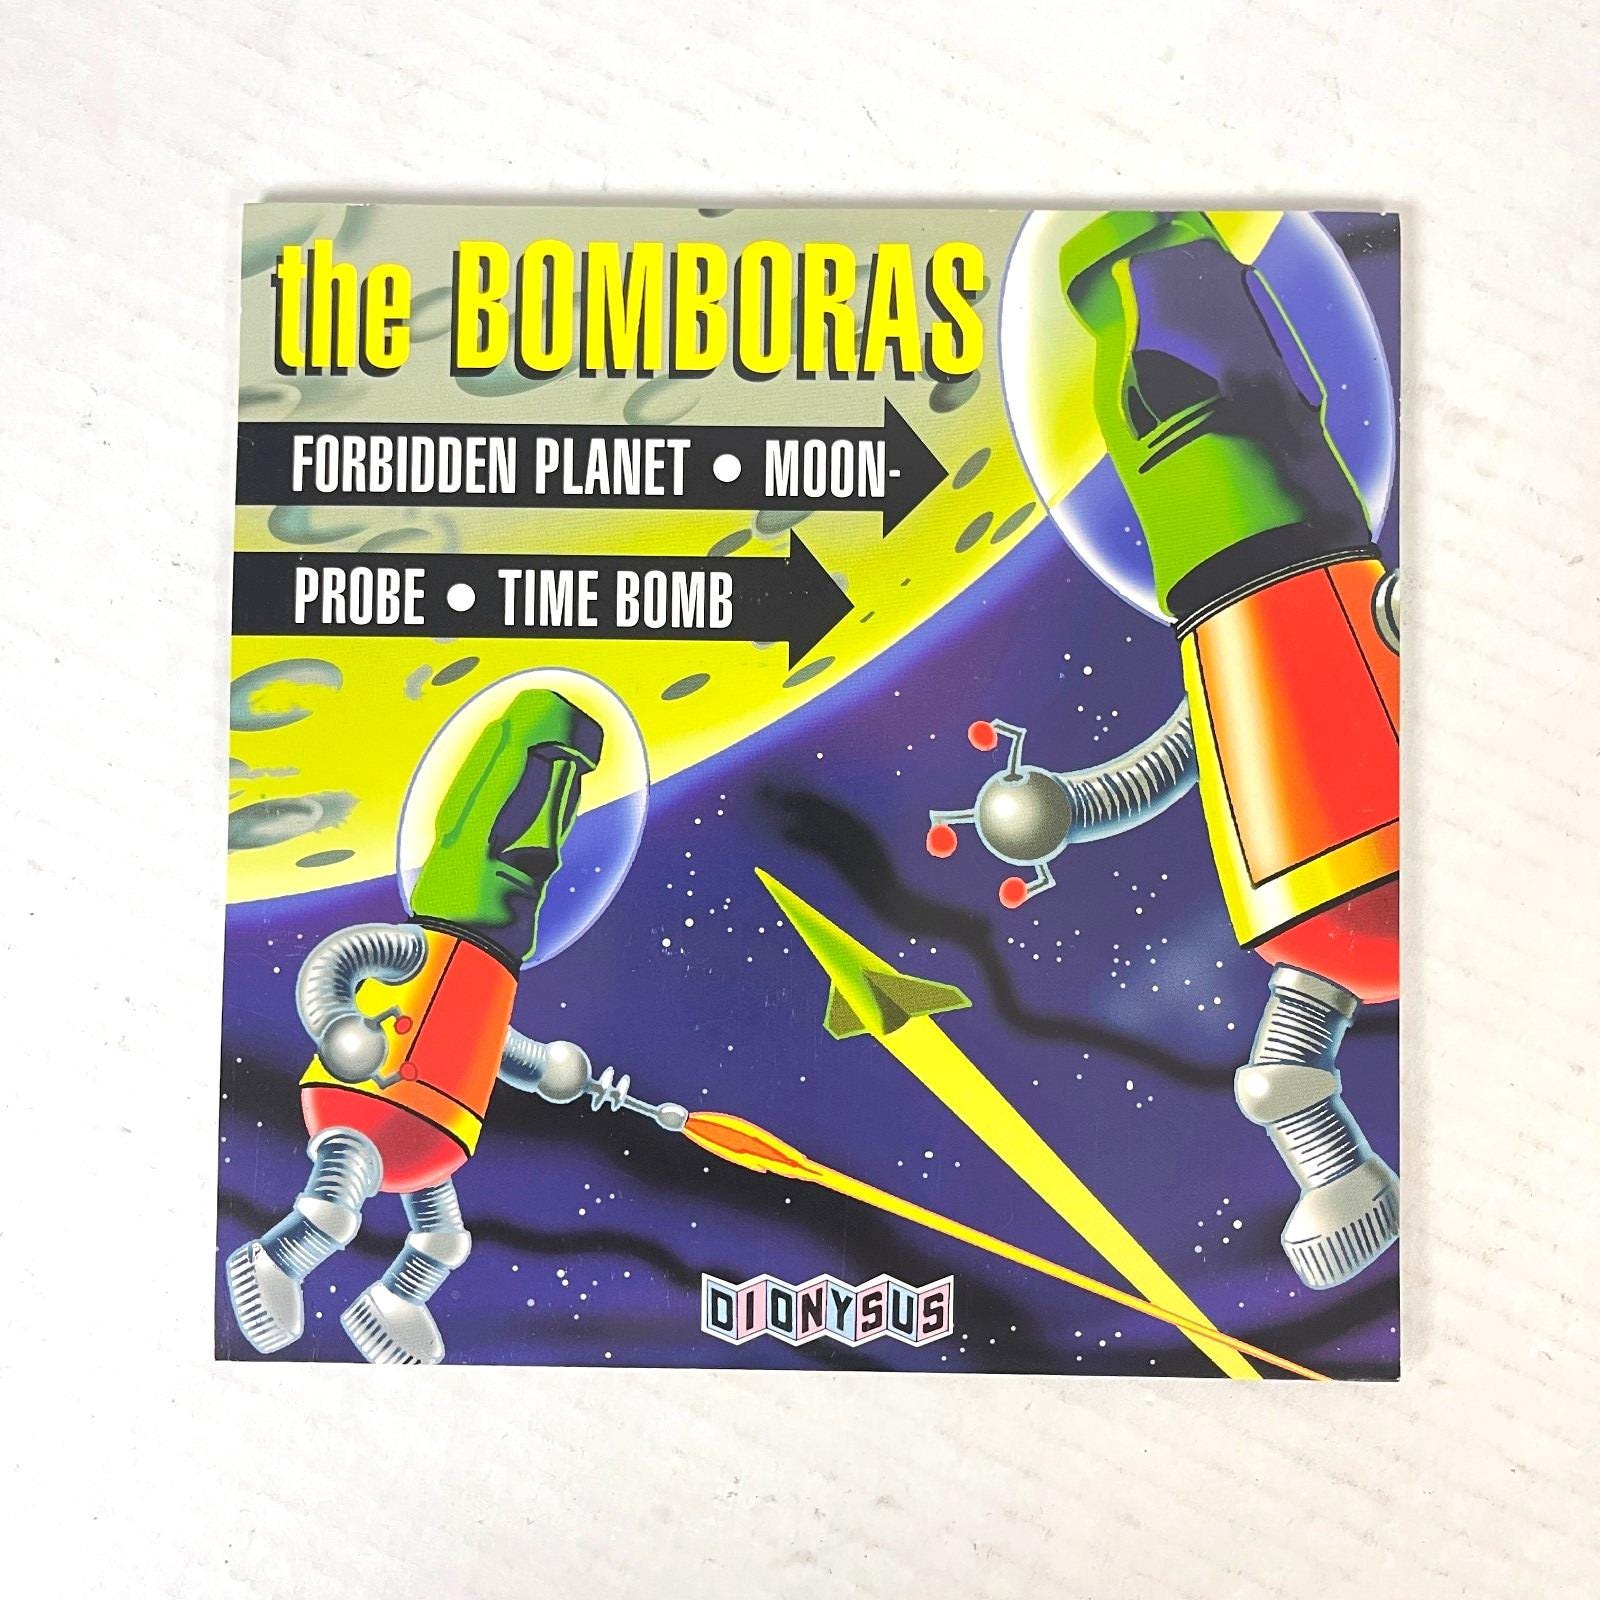 the BOMBORAS
FORBIDDEN PLANET • MOON-
PROBE • TIME BOMB
DIONYSUS